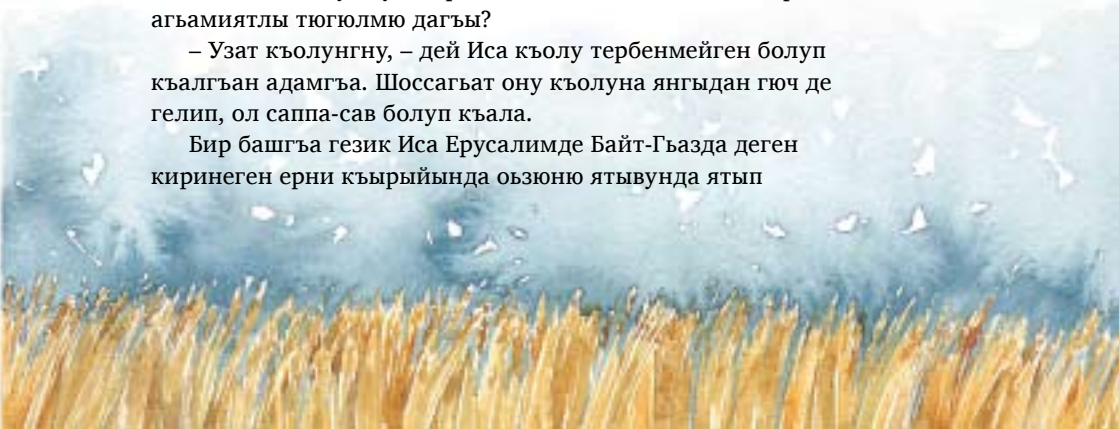 агьамиятлы тюгюлмю дагъы?
– Узат къолунгну, – дей Иса къолу тербенмейген болуп
къалгъан адамгъа. Шоссагьат ону къолуна янгыдан гюч де
гелип, ол саппа-сав болуп къала.
Бир башгъа гезик Иса Ерусалимде Байт-Гьазда деген
киринеген ерни къырыйында оьзюню ятывунда ятып